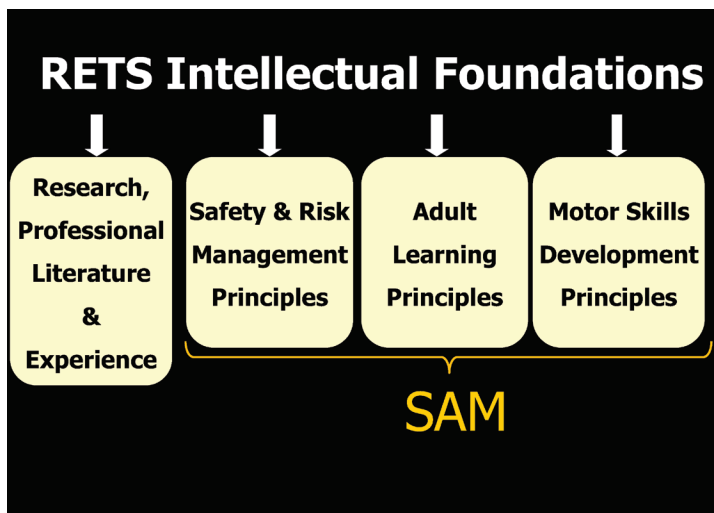 RETS Intellectual Foundations
Research,
Professional
Literature
&
Experience
Safety & Risk
Management
Principles
Adult
Learning
Principles
Motor Skills
Development
Principles
SAM